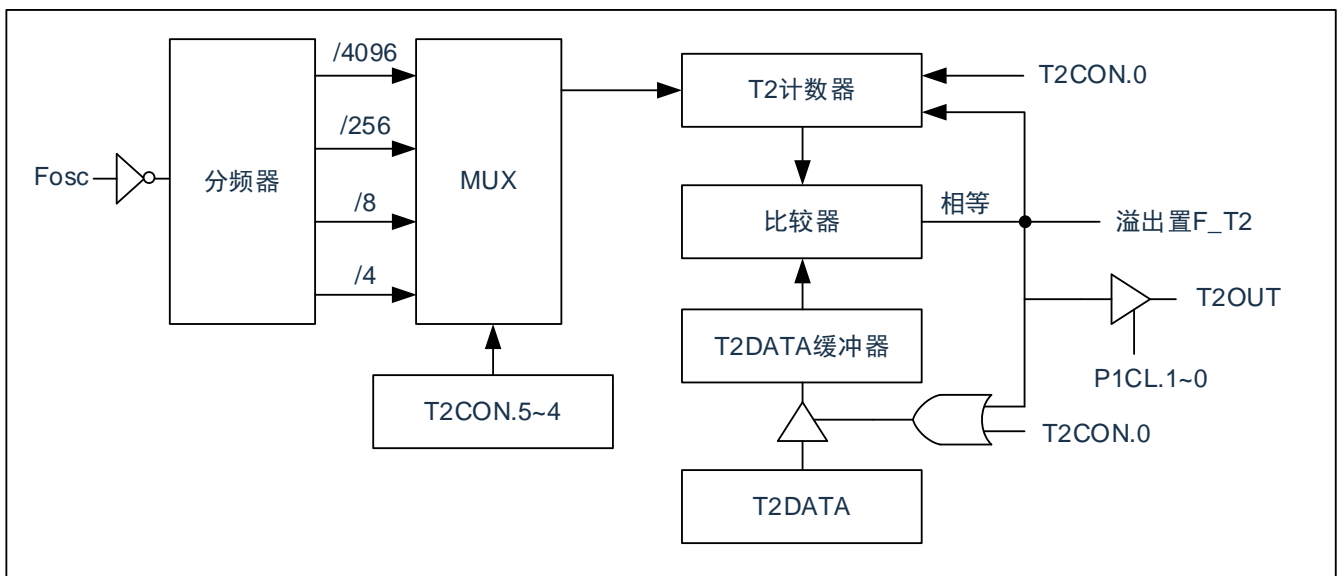 /4096
/256
/8
/4
Fosc
分频器
MUX
T2CON.5~4
T2计数器
T2CON.0
比较器
相等
溢出置F_T2
T2OUT
P1CL.1~0
T2DATA缓冲器
T2CON.0
T2DATA